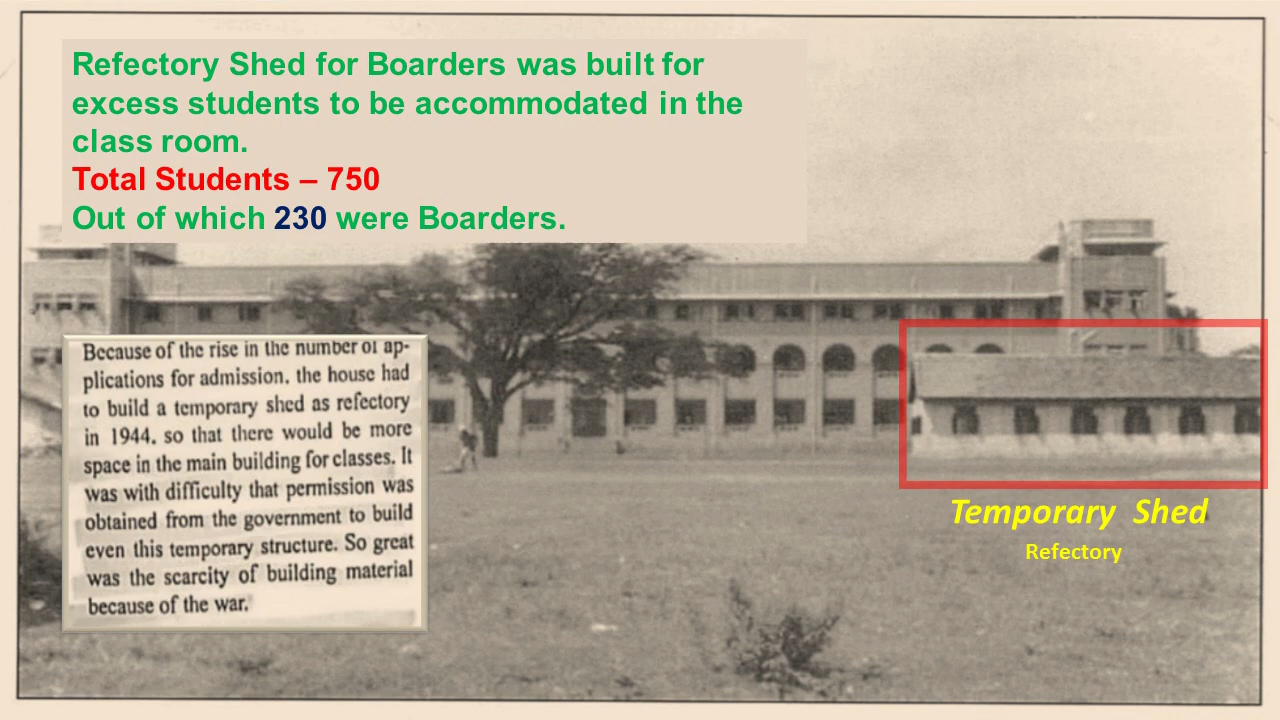 Refectory Shed for Boarders was built for
excess students to be accommodated in the
class room.
Total Students – 750
Out of which 230 were Boarders.
Because of the rise in the number of ap-
plications for admission, the house had
to build a temporary shed as refectory
in 1944, so that there would be more
space in the main building for classes. It
was with difficulty that permission was
obtained from the government to build
even this temporary structure. So great
was the scarcity of building material
because of the war.
Temporary Shed
Refectory